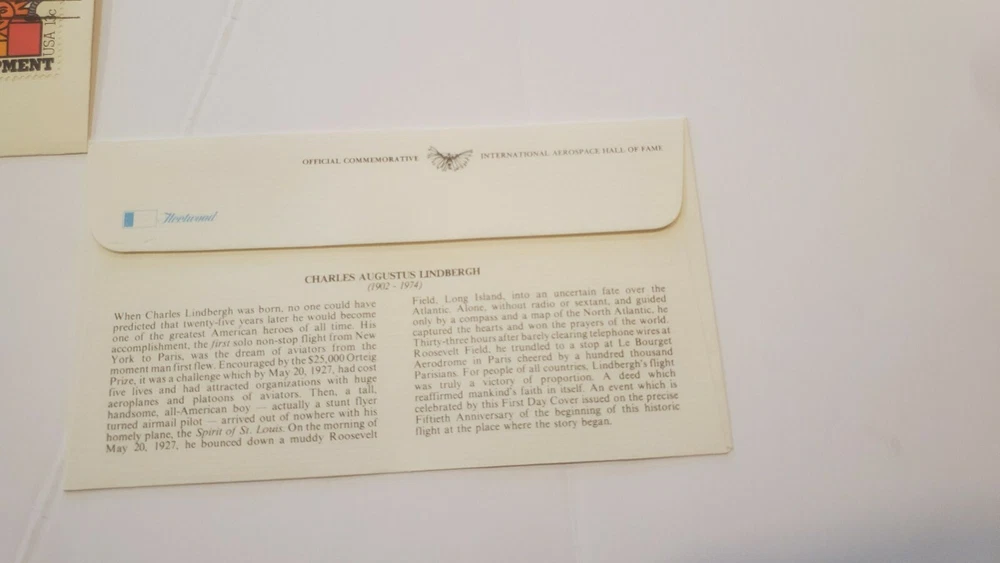 USA 13c
PMENT
OFFICIAL COMMEMORATIVE INTERNATIONAL AEROSPACE HALL OF FAME
Fleetwood
CHARLES AUGUSTUS LINDBERGH
(1902 - 1974)
When Charles Lindbergh was born, no one could have
predicted that twenty-five years later he would become
one of the greatest American heroes of all time. His
accomplishment, the first solo non-stop flight from New
York to Paris, was the dream of aviators from the
moment man first flew. Encouraged by the $25,000 Orteig
Prize, it was a challenge which by May 20, 1927, had cost
five lives and had attracted organizations with huge
aeroplanes and platoons of aviators. Then, a tall,
handsome, all-American boy — actually a stunt flyer
turned airmail pilot — arrived out of nowhere with his
homely plane, the Spirit of St. Louis. On the morning of
May 20, 1927, he bounced down a muddy Roosevelt
Field, Long Island, into an uncertain fate over the
Atlantic. Alone, without radio or sextant, and guided
only by a compass and a map of the North Atlantic, he
captured the hearts and won the prayers of the world.
Thirty-three hours after barely clearing telephone wires at
Roosevelt Field, he trundled to a stop at Le Bourget
Aerodrome in Paris cheered by a hundred thousand
Parisians. For people of all countries, Lindbergh's flight
was truly a victory of proportion. A deed which
reaffirmed mankind's faith in itself. An event which is
celebrated by this First Day Cover issued on the precise
Fiftieth Anniversary of the beginning of this historic
flight at the place where the story began.